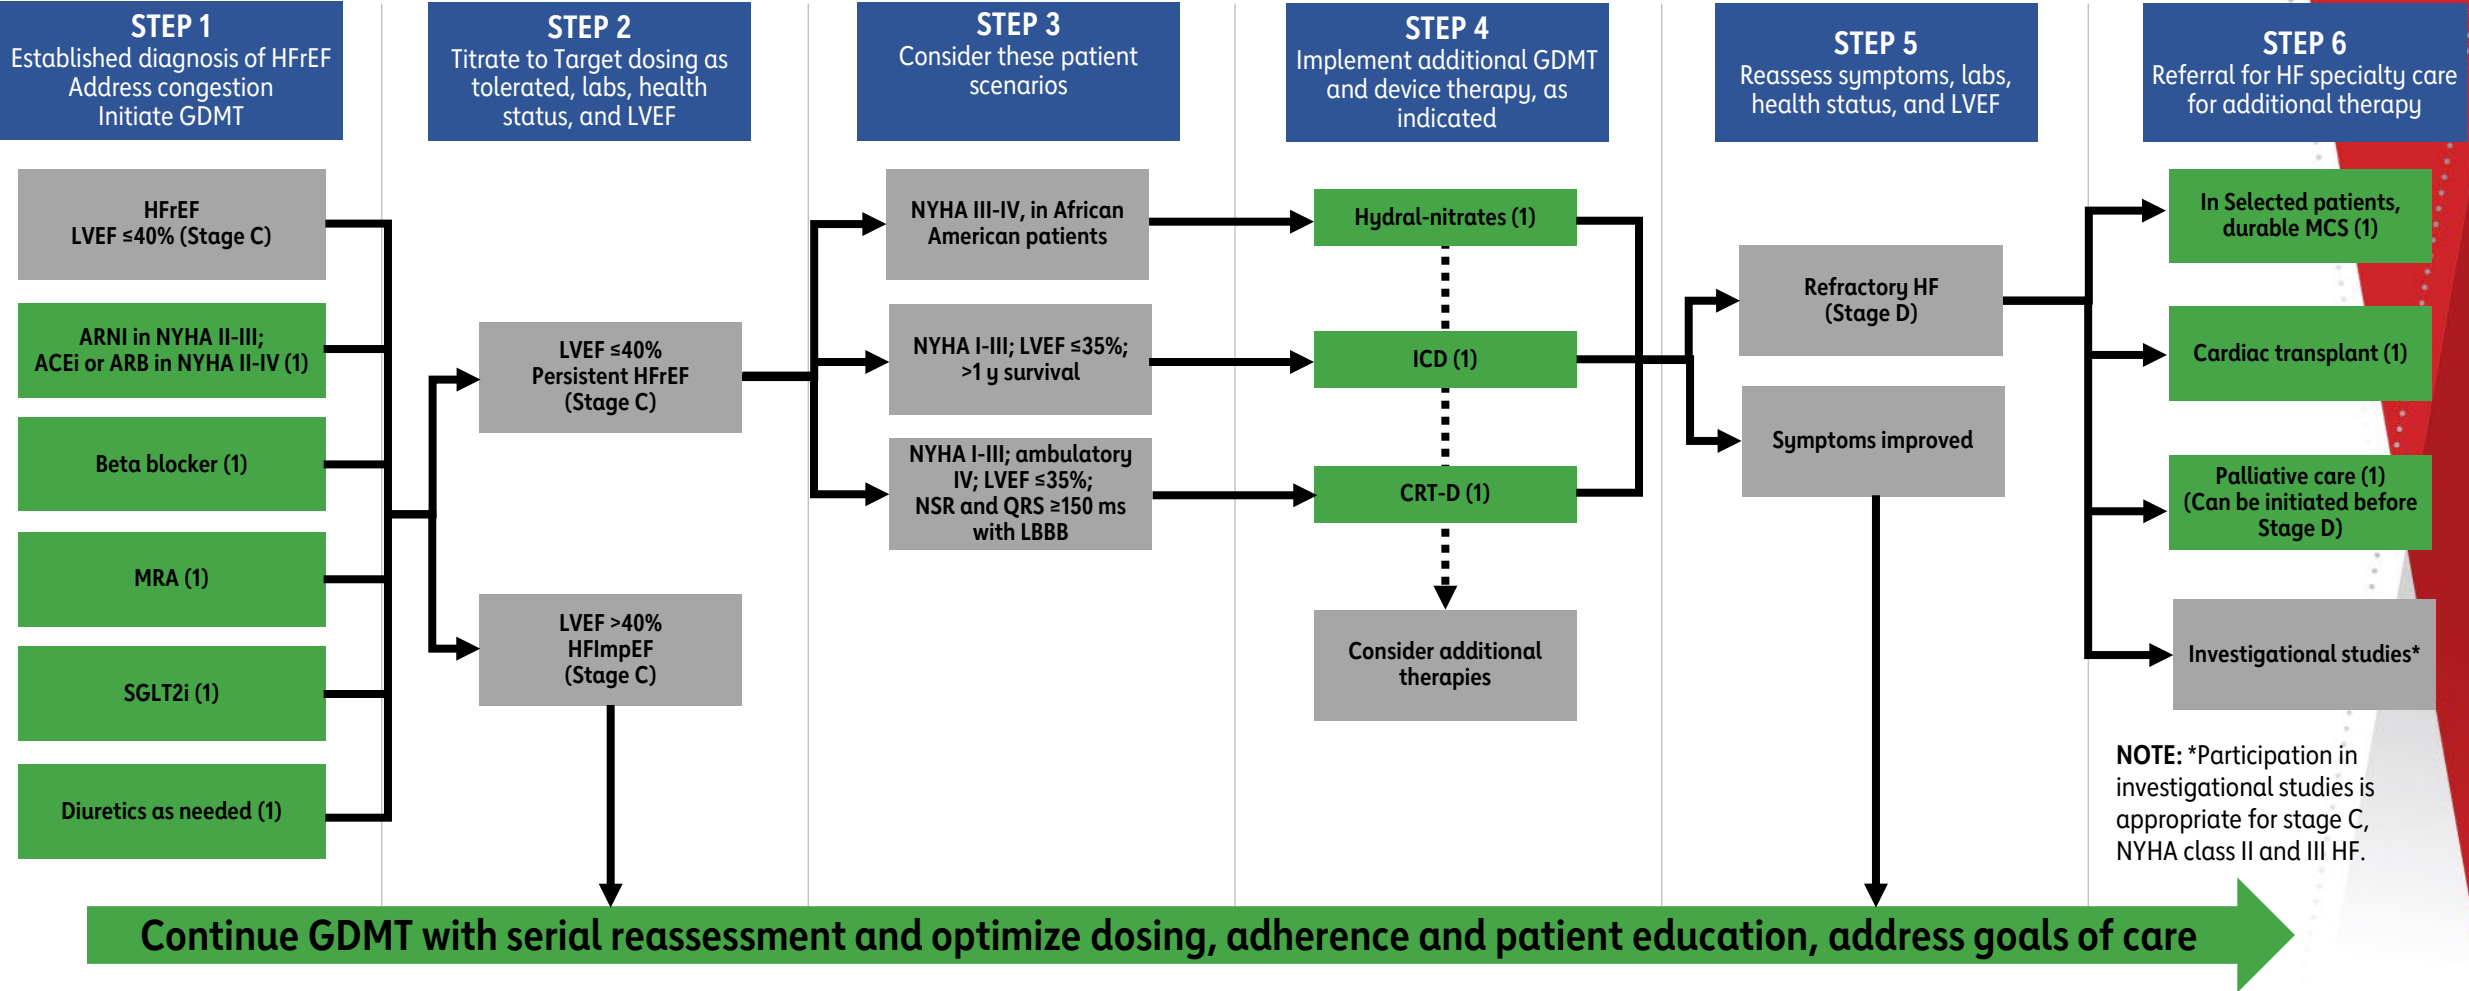 STEP 1
Established diagnosis of HFrEF
Address congestion
Initiate GDMT
HFrEF
LVEF ≤40% (Stage C)
ARNI in NYHA II-III;
ACEi or ARB in NYHA II-IV (1)
Beta blocker (1)
MRA (1)
SGLT2i (1)
Diuretics as needed (1)
STEP 2
Titrate to Target dosing as
tolerated, labs, health
status, and LVEF
LVEF ≤40%
Persistent HFrEF
(Stage C)
LVEF >40%
HFImpEF
(Stage C)
STEP 3
Consider these patient
scenarios
NYHA III-IV, in African
American patients
NYHA I-III; LVEF ≤35%;
>1 y survival
NYHA I-III; ambulatory
IV; LVEF ≤35%;
NSR and QRS ≥150 ms
with LBBB
STEP 4
Implement additional GDMT
and device therapy, as
indicated
Hydral-nitrates (1)
ICD (1)
CRT-D (1)
Consider additional
therapies
STEP 5
Reassess symptoms, labs,
health status, and LVEF
Refractory HF
(Stage D)
Symptoms improved
STEP 6
Referral for HF specialty care
for additional therapy
In Selected patients,
durable MCS (1)
Cardiac transplant (1)
Palliative care (1)
(Can be initiated before
Stage D)
Investigational studies*
NOTE: *Participation in
investigational studies is
appropriate for stage C,
NYHA class II and III HF.
Continue GDMT with serial reassessment and optimize dosing, adherence and patient education, address goals of care